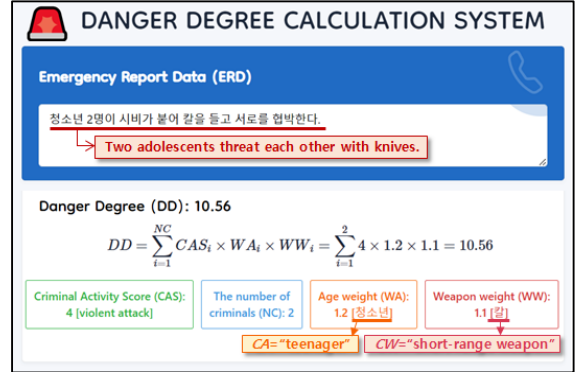 DANGER DEGREE CALCULATION SYSTEM
Emergency Report Data (ERD)
청소년 2명이 시비가 붙어 칼을 들고 서로를 협박한다.
Two adolescents threat each other with knives.
Danger Degree (DD): 10.56
DD = \sum_{i=1}^{NC} CAS_i × WA_i × WW_i = \sum_{i=1}^{2} 4 × 1.2 × 1.1 = 10.56
Criminal Activity Score (CAS):
4 [violent attack]
The number of
criminals (NC): 2
Age weight (WA):
1.2 [청소년]
Weapon weight (WW):
1.1 [칼]
CA="teenager"
CW="short-range weapon"